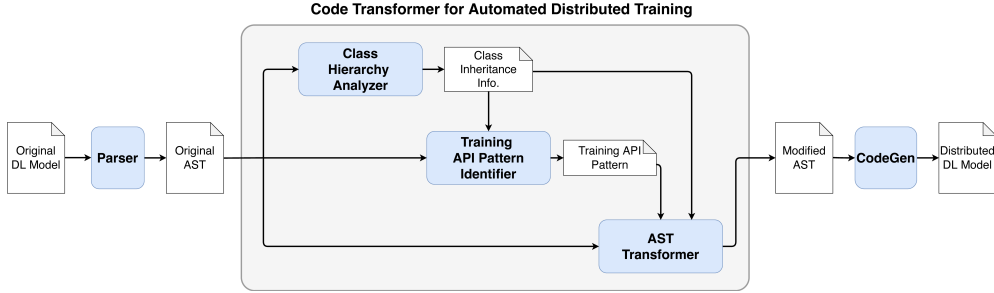 Code Transformer for Automated Distributed Training
Class
Hierarchy
Analyzer
Class
Inheritance
Info.
Original
DL Model
Parser
Original
AST
Training
API Pattern
Identifier
Training API
Pattern
Modified
AST
CodeGen
Distributed
DL Model
AST
Transformer